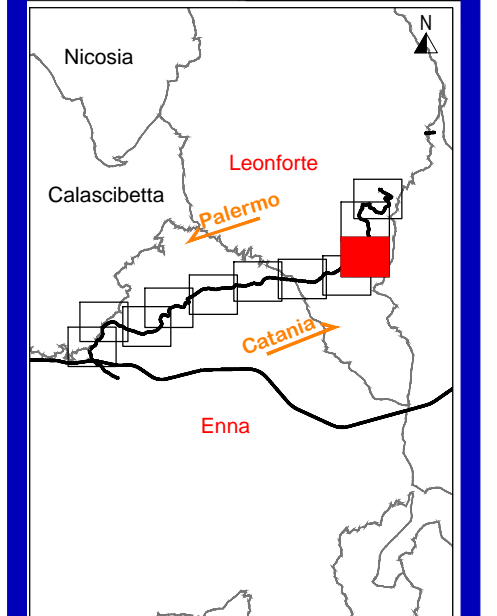 N
Nicosia
Leonforte
Calascibetta
Palermo
Catania
Enna